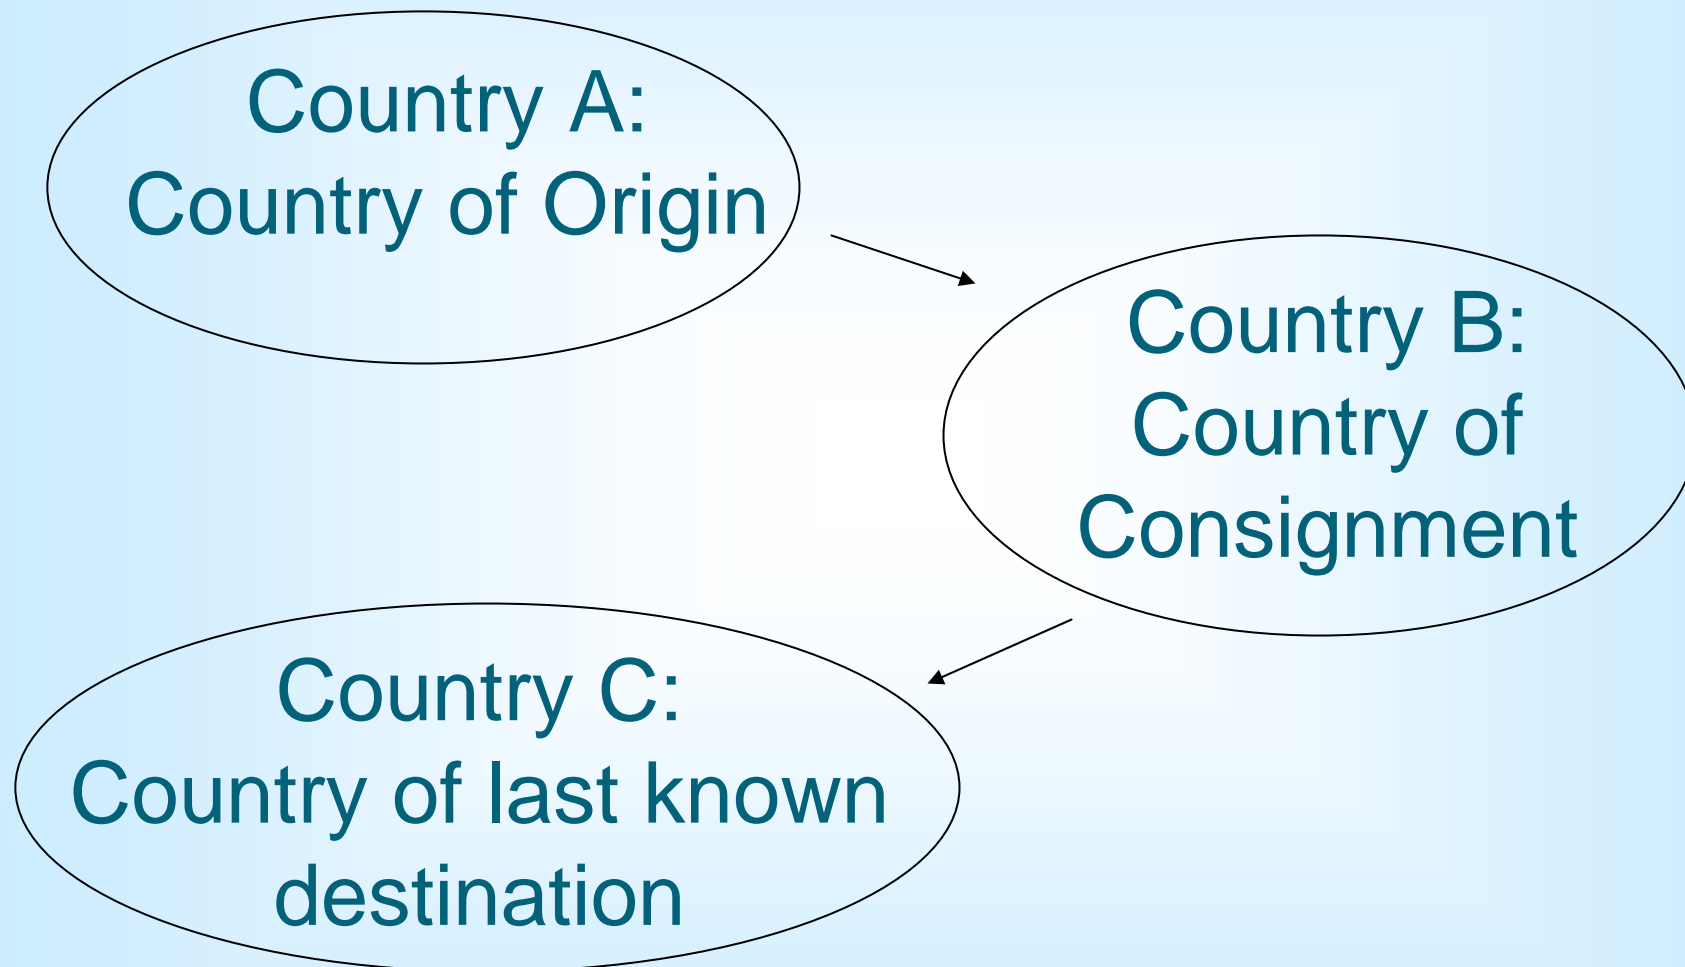 Country A:
Country of Origin
Country B:
Country of
Consignment
Country C:
Country of last known
destination